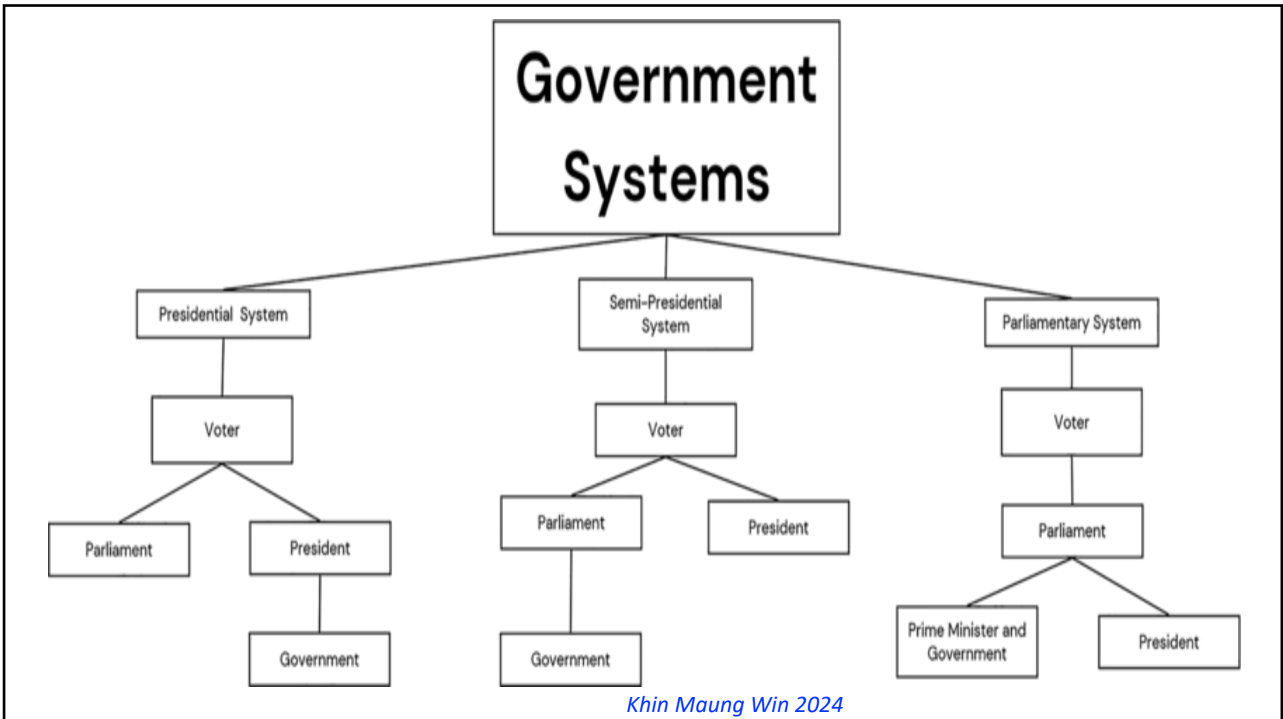 Government
Systems
Presidential System
Semi-Presidential
System
Parliamentary System
Voter
Voter
Voter
Parliament
President
Parliament
President
Parliament
Government
Government
Prime Minister and
Government
President
Khin Maung Win 2024